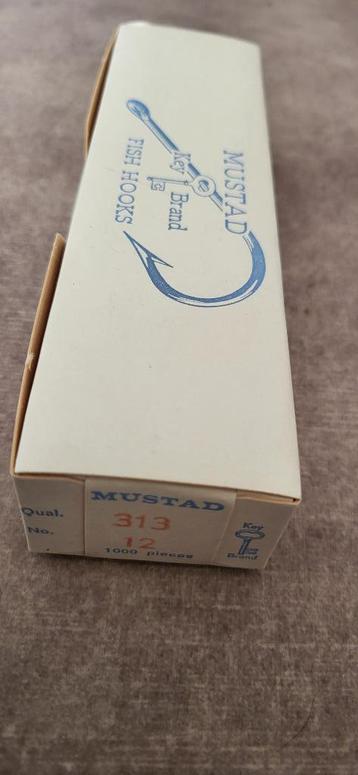 MUSTAD
Key Brand
FISH HOOKS
MUSTAD
Qual. 313
No. 12
1000 pieces
Key
Brand